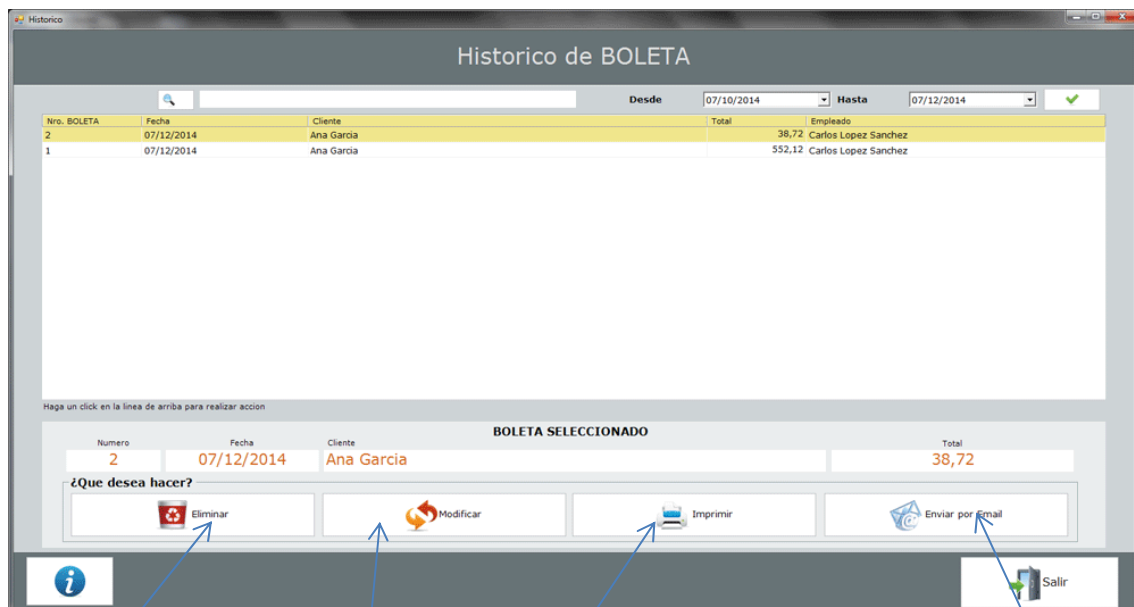 Historico
Historico de BOLETA
Desde 07/10/2014 Hasta 07/12/2014
Nro. BOLETA Fecha Cliente Total Empleado
2 07/12/2014 Ana Garcia 38,72 Carlos Lopez Sanchez
1 07/12/2014 Ana Garcia 552,12 Carlos Lopez Sanchez
Haga un click en la linea de arriba para realizar accion
BOLETA SELECCIONADO
Numero Fecha Cliente Total
2 07/12/2014 Ana Garcia 38,72
¿Que desea hacer?
Eliminar Modificar Imprimir Enviar por Email
Salir